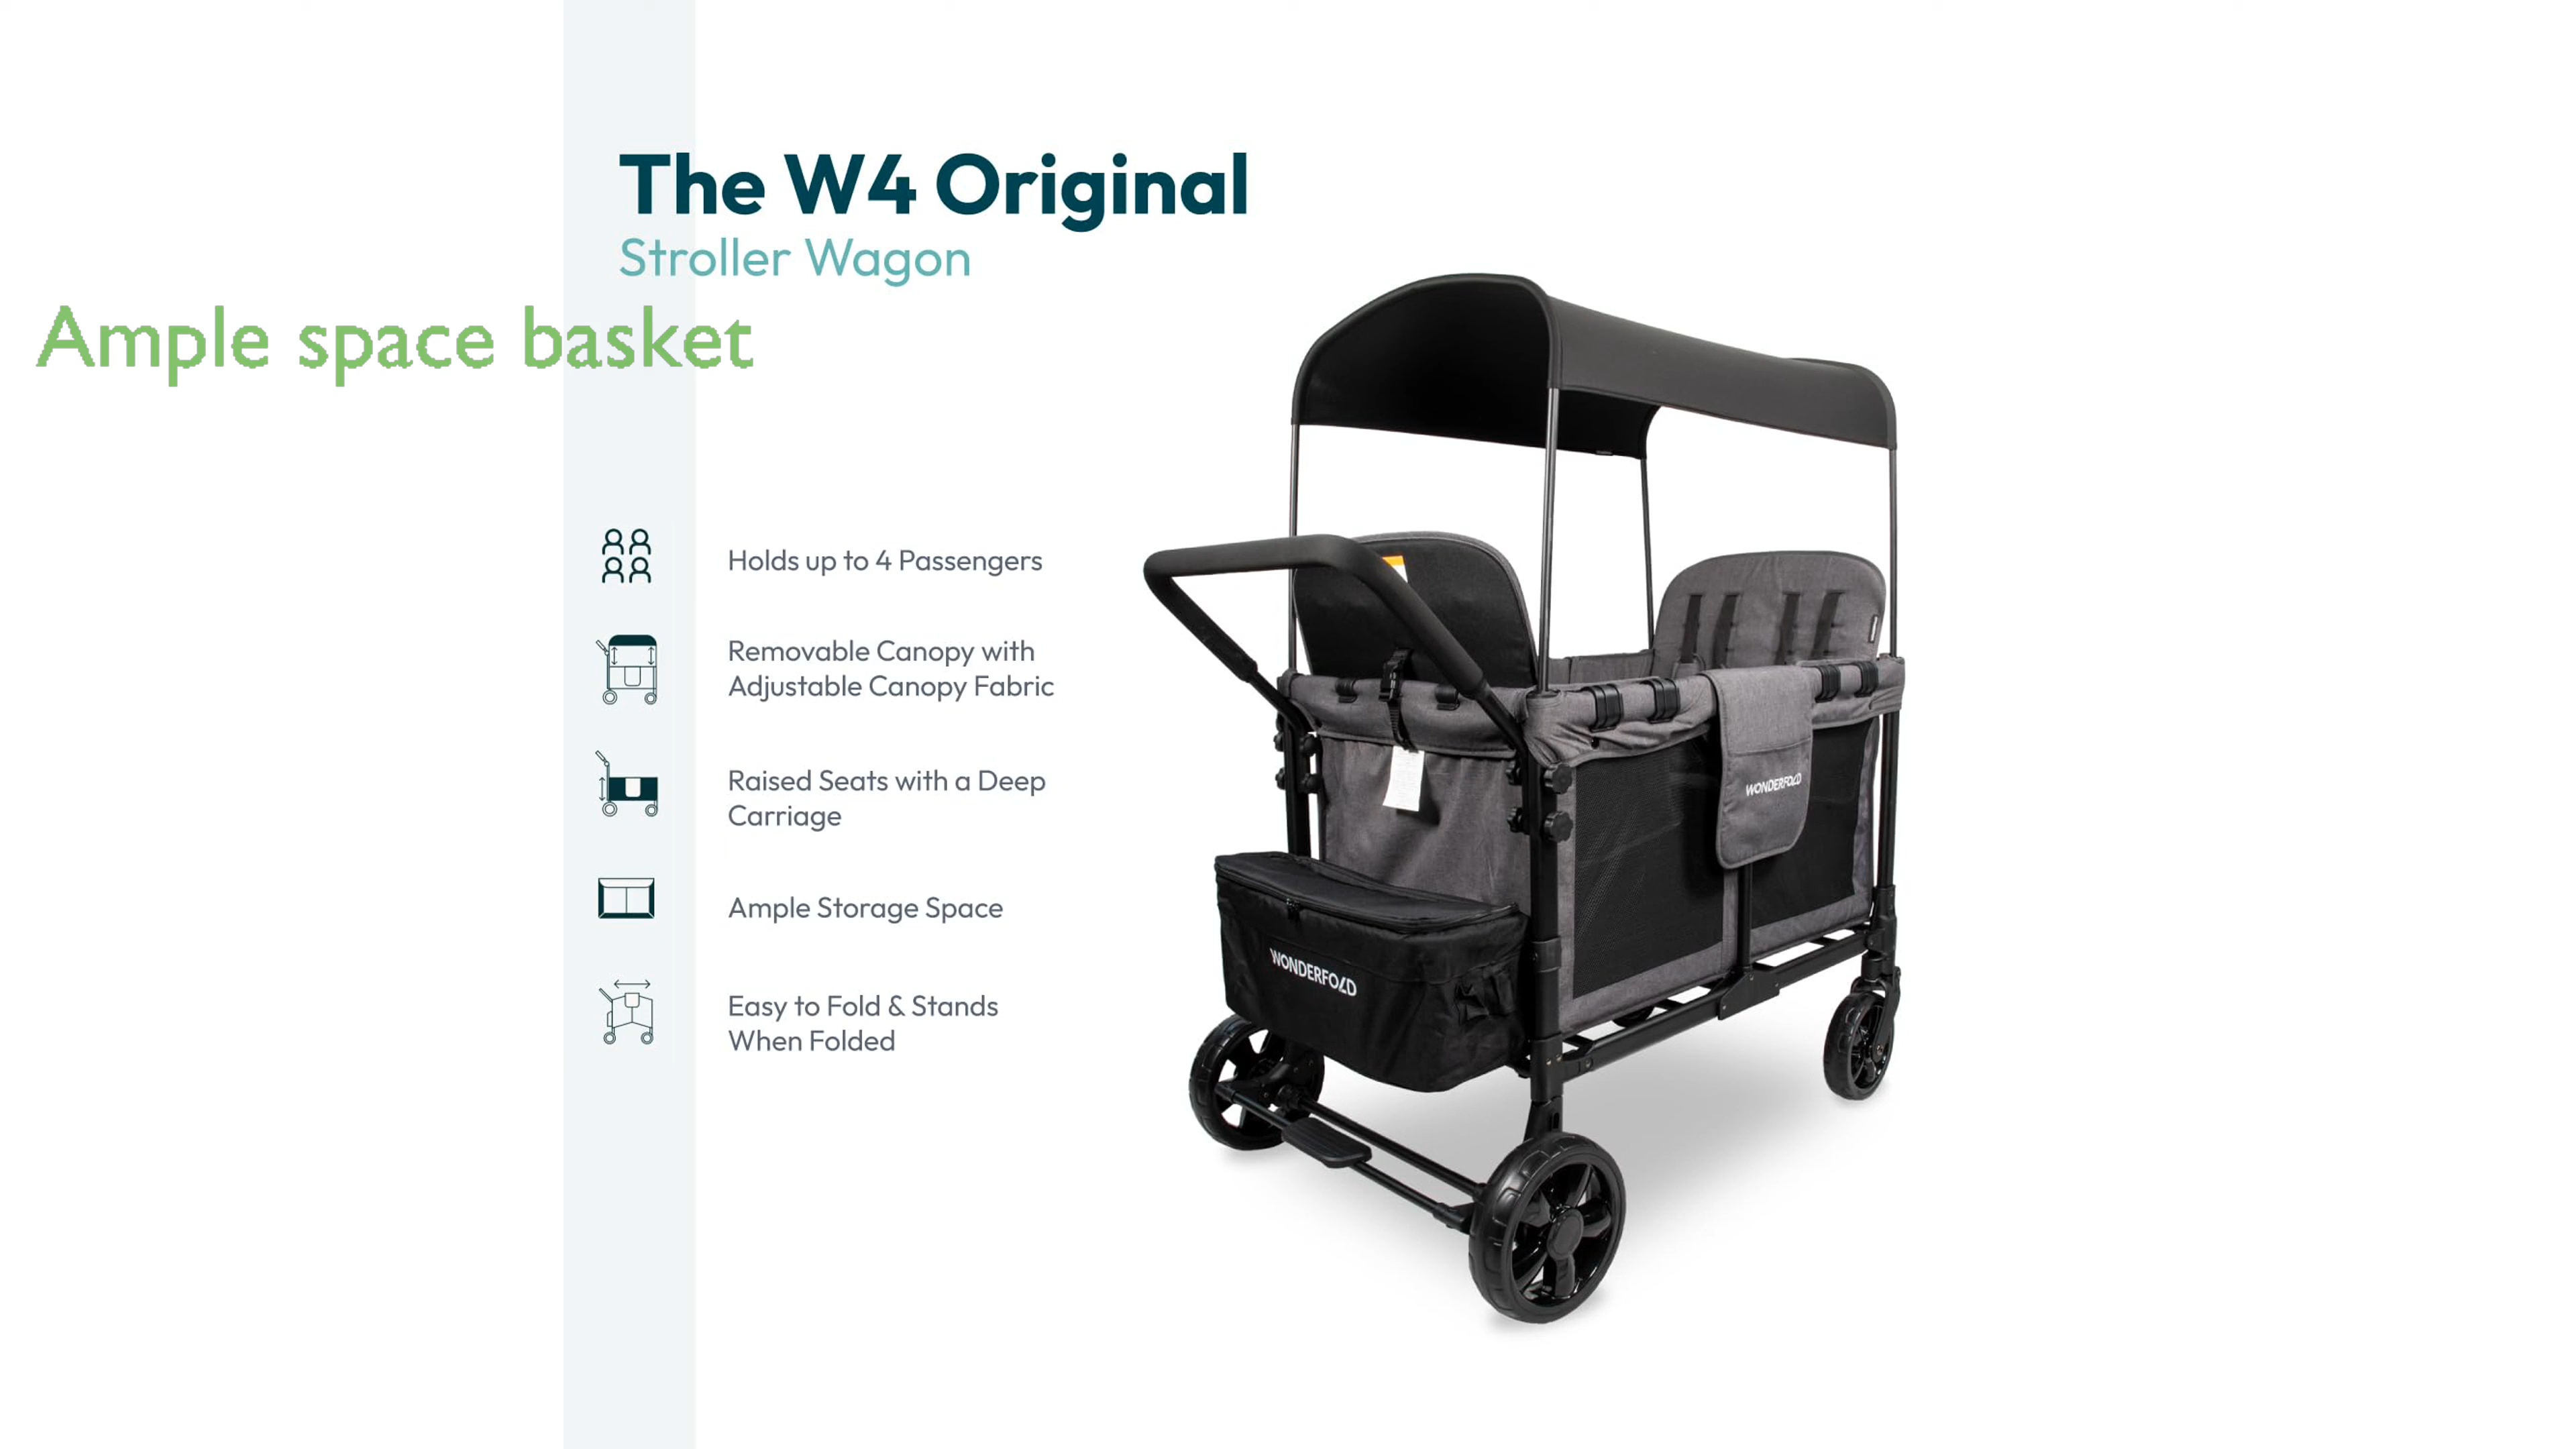 The W4 Original
Stroller Wagon
Ample space basket
Holds up to 4 Passengers
Removable Canopy with
Adjustable Canopy Fabric
Raised Seats with a Deep
Carriage
Ample Storage Space
Easy to Fold & Stands
When Folded
WONDERFOLD
WONDERFOLD